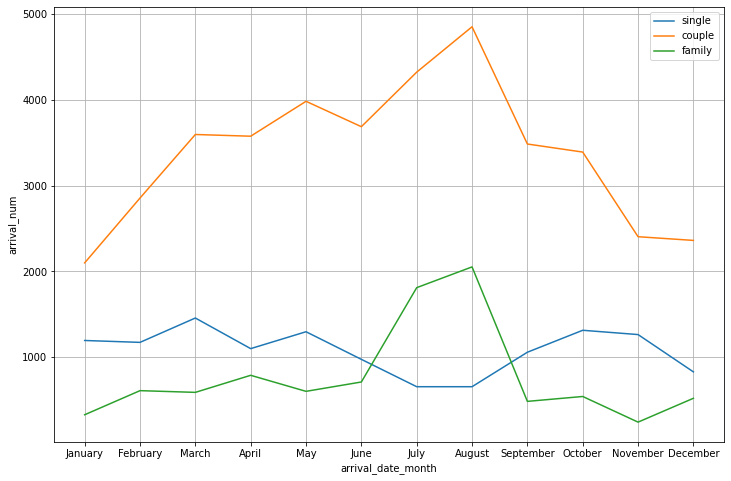 single
couple
family
5000
4000
3000
2000
1000
arrival_num
January February March April May June July August September October November December
arrival_date_month